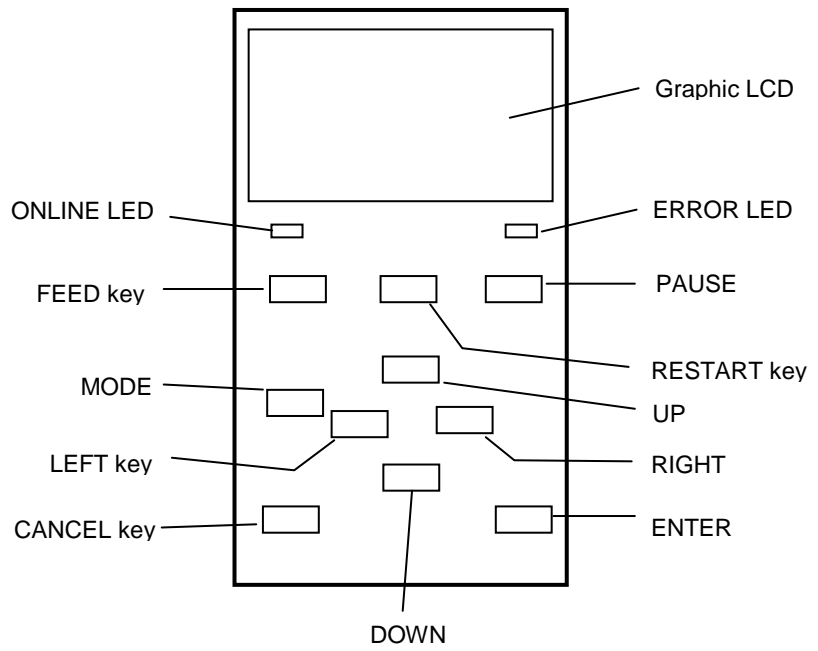 Graphic LCD
ONLINE LED
ERROR LED
FEED key
PAUSE
RESTART key
MODE
UP
LEFT key
RIGHT
CANCEL key
ENTER
DOWN